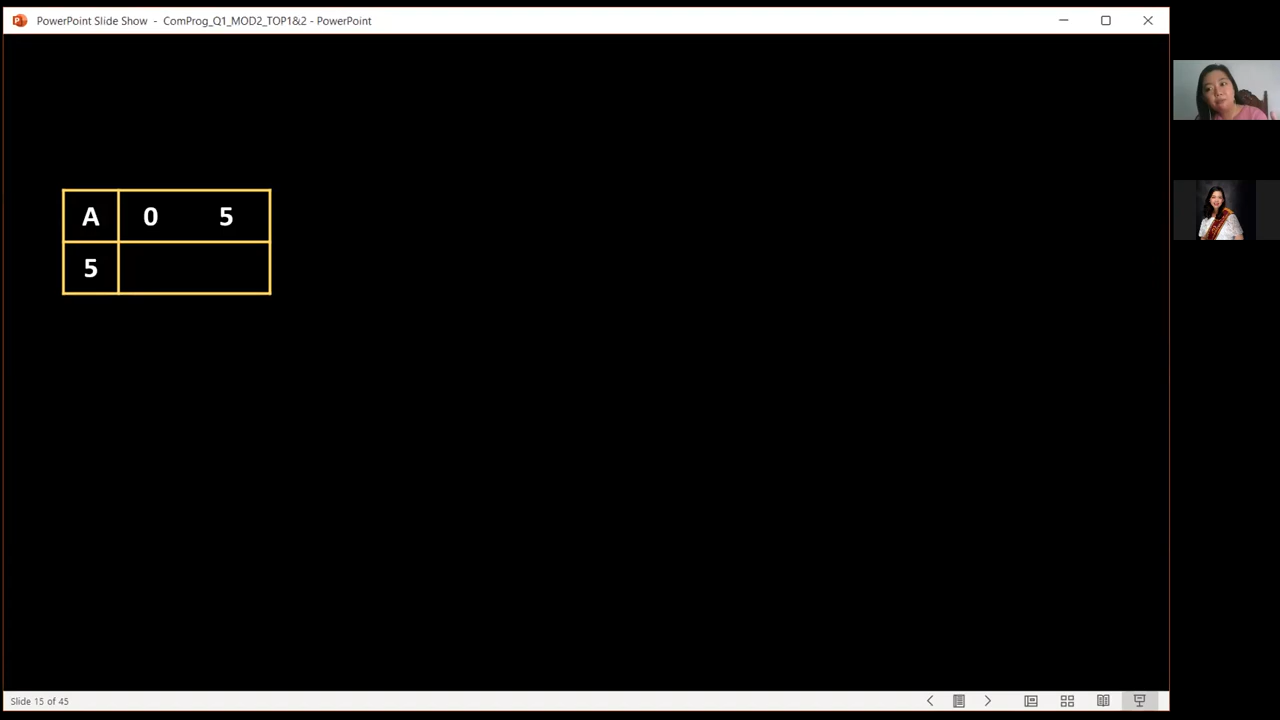 PowerPoint Slide Show - ComProg_Q1_MOD2_TOP1&2 - PowerPoint
A 0 5
5
Slide 15 of 45